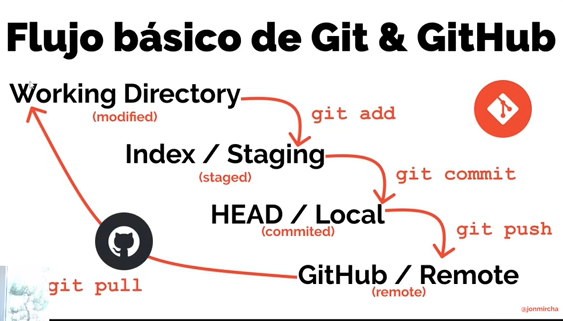 Flujo básico de Git & GitHub
Working Directory
(modified)
git add
Index / Staging
(staged)
git commit
HEAD / Local
(commited)
git push
GitHub / Remote
(remote)
git pull
@jonmircha